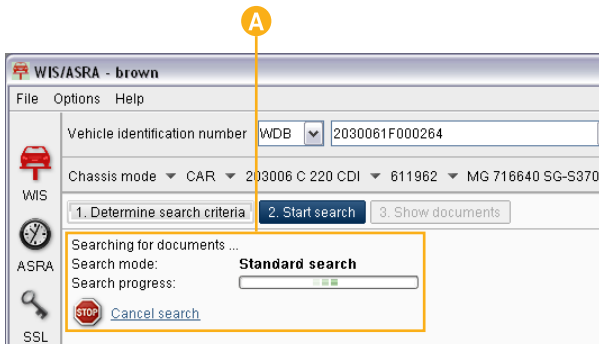 A
WIS/ASRA - brown
File Options Help
Vehicle identification number WDB 2030061F000264
Chassis mode CAR 203006 C 220 CDI 611962 MG 716640 SG-S370
WIS
1. Determine search criteria 2. Start search 3. Show documents
Searching for documents ...
ASRA Search mode: Standard search
Search progress:
STOP Cancel search
SSL